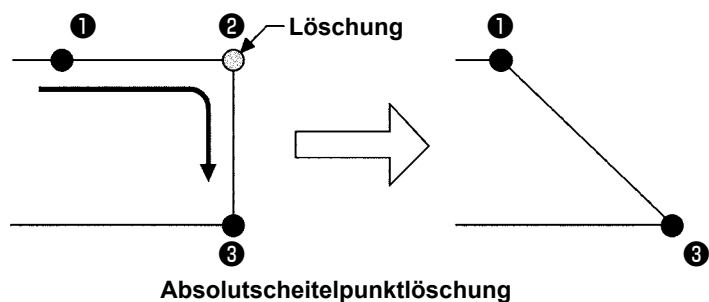 ❶ ❷ Löschung ❶
❸ ❸
Absolutscheitelpunktlöschung